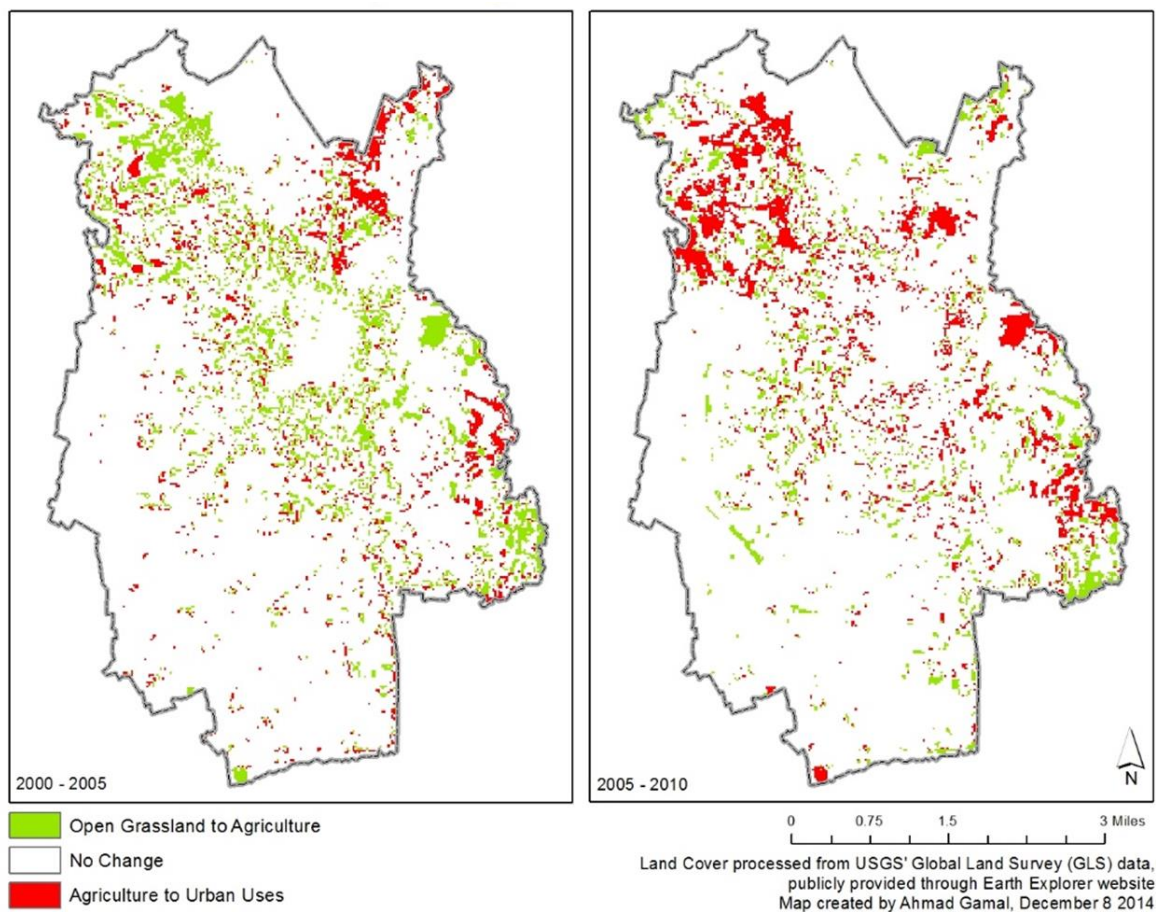 2000 - 2005
2005 - 2010
N
Open Grassland to Agriculture
No Change
Agriculture to Urban Uses
0 0.75 1.5 3 Miles
Land Cover processed from USGS' Global Land Survey (GLS) data,
publicly provided through Earth Explorer website
Map created by Ahmad Gamal, December 8 2014